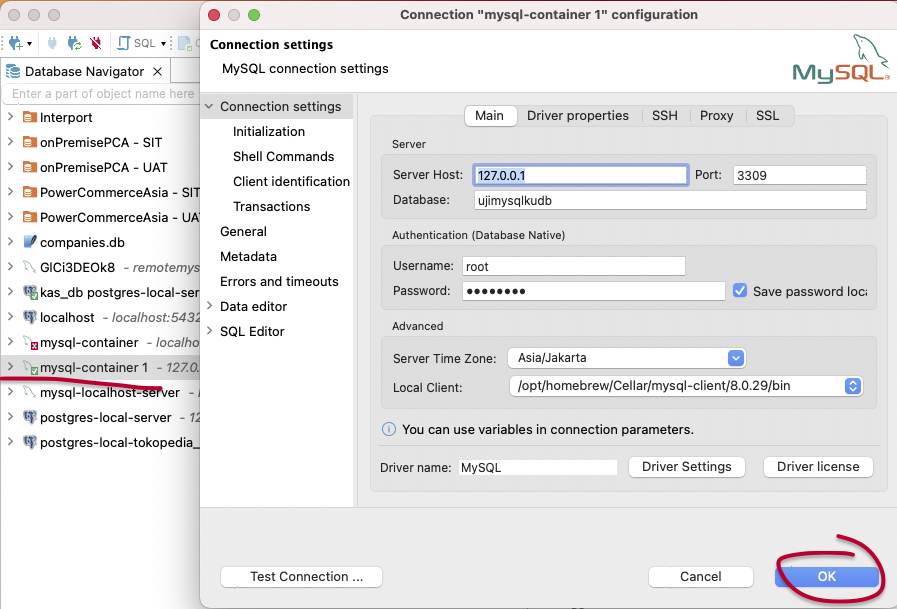 Connection "mysql-container 1" configuration
SQL
Database Navigator
Enter a part of object name here
Interport
onPremisePCA - SIT
onPremisePCA - UAT
PowerCommerceAsia - SIT
PowerCommerceAsia - UA
companies.db
GlCi3DEOk8 - remotemys
kas_db postgres-local-ser
localhost - localhost:5432
mysql-container - localho
mysql-container 1 - 127.0.
mysql-localhost-server -
postgres-local-server - 12
postgres-local-tokopedia_
Connection settings
MySQL connection settings
MySQL
Connection settings
Initialization
Shell Commands
Client identification
Transactions
General
Metadata
Errors and timeouts
Data editor
SQL Editor
Main Driver properties SSH Proxy SSL
Server
Server Host: 127.0.0.1 Port: 3309
Database: ujimysqlkudb
Authentication (Database Native)
Username: root
Password: •••••••• Save password loca
Advanced
Server Time Zone: Asia/Jakarta
Local Client: /opt/homebrew/Cellar/mysql-client/8.0.29/bin
You can use variables in connection parameters.
Driver name: MySQL Driver Settings Driver license
Test Connection ... Cancel OK